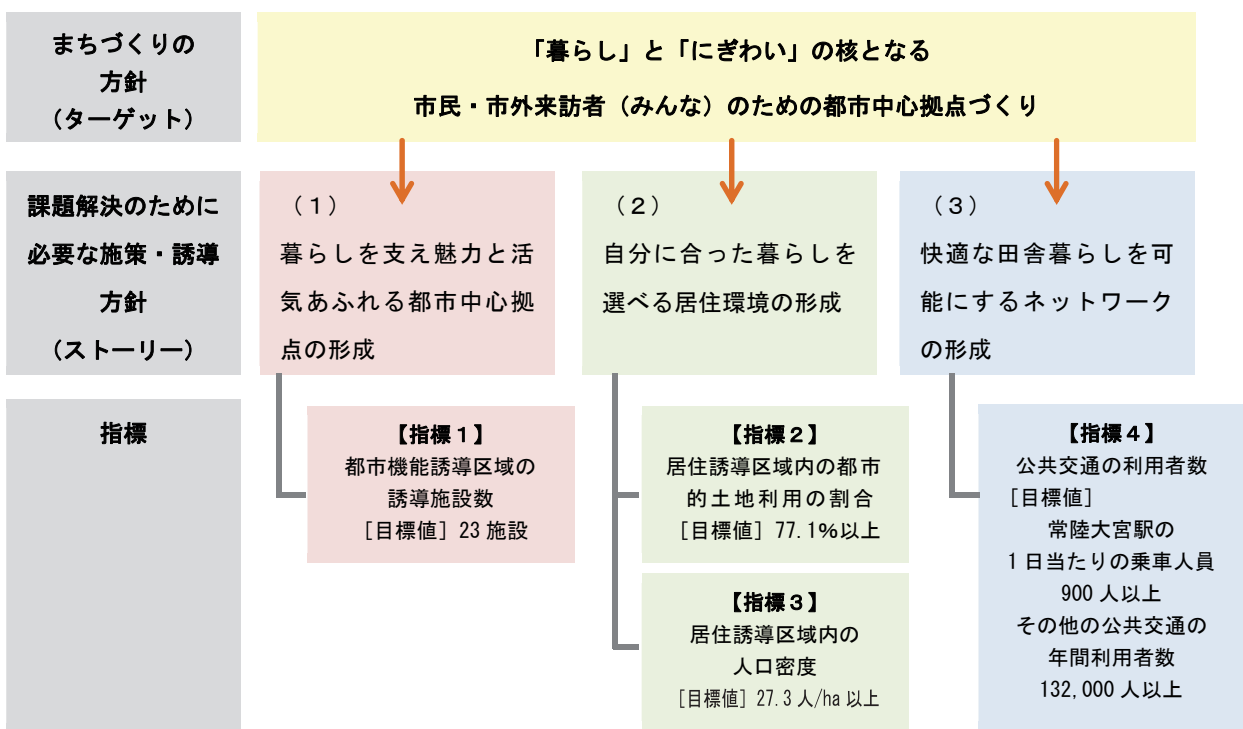 まちづくりの
方針
（ターゲット）
「暮らし」と「にぎわい」の核となる
市民・市外来訪者（みんな）のための都市中心拠点づくり
課題解決のために
必要な施策・誘導
方針
（ストーリー）
（１）
暮らしを支え魅力と活
気あふれる都市中心拠
点の形成
（２）
自分に合った暮らしを
選べる居住環境の形成
（３）
快適な田舎暮らしを可
能にするネットワーク
の形成
指標
【指標１】
都市機能誘導区域の
誘導施設数
［目標値］23 施設
【指標２】
居住誘導区域内の都市
的土地利用の割合
［目標値］77.1％以上
【指標３】
居住誘導区域内の
人口密度
［目標値］27.3 人/ha 以上
【指標４】
公共交通の利用者数
［目標値］
常陸大宮駅の
1 日当たりの乗車人員
900 人以上
その他の公共交通の
年間利用者数
132,000 人以上